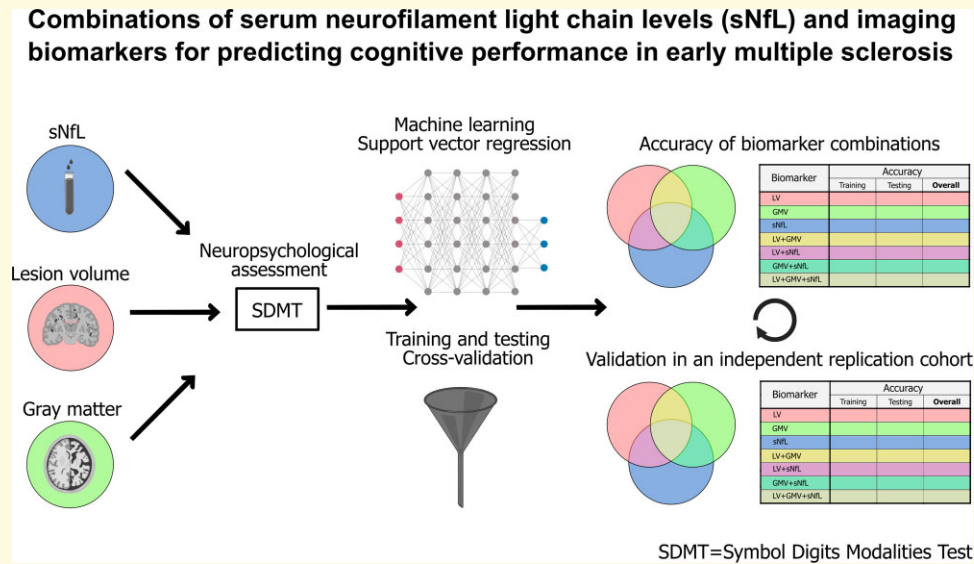 Combinations of serum neurofilament light chain levels (sNfL) and imaging
biomarkers for predicting cognitive performance in early multiple sclerosis
sNfL
Lesion volume
Gray matter
Neuropsychological
assessment
SDMT
Machine learning
Support vector regression
Training and testing
Cross-validation
Accuracy of biomarker combinations
Biomarker Accuracy
Training Testing Overall
LV
GMV
sNfL
LV+GMV
LV+sNfL
GMV+sNfL
LV+GMV+sNfL
Validation in an independent replication cohort
Biomarker Accuracy
Training Testing Overall
LV
GMV
sNfL
LV+GMV
LV+sNfL
GMV+sNfL
LV+GMV+sNfL
SDMT=Symbol Digits Modalities Test